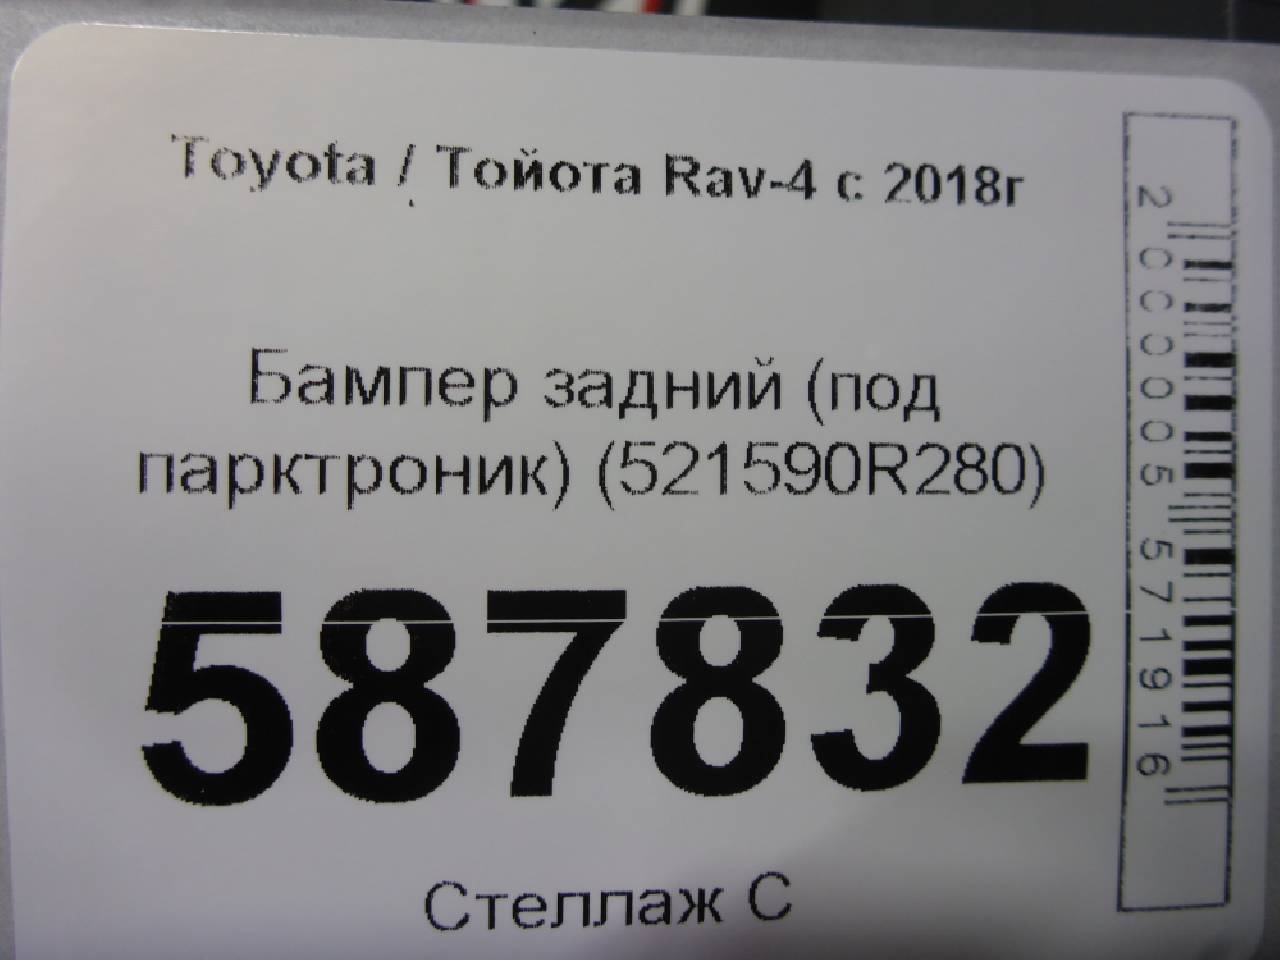 Toyota / Тойота Rav-4 с 2018г
Бампер задний (под
парктроник) (521590R280)
587832
Стеллаж С
2000005571916